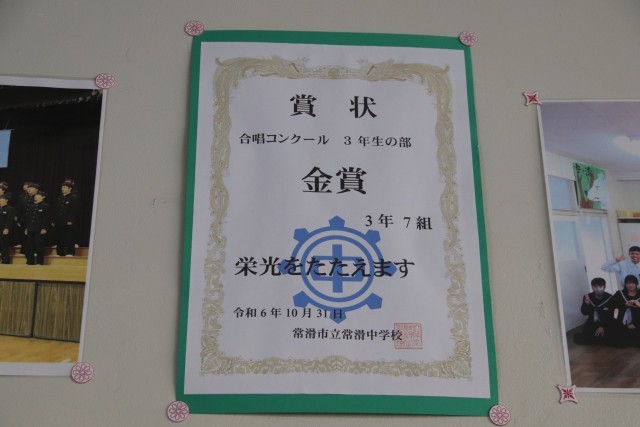 賞状
合唱コンクール 3年生の部
金賞
3年7組
栄光をたたえます
令和6年10月31日
常滑市立常滑中学校